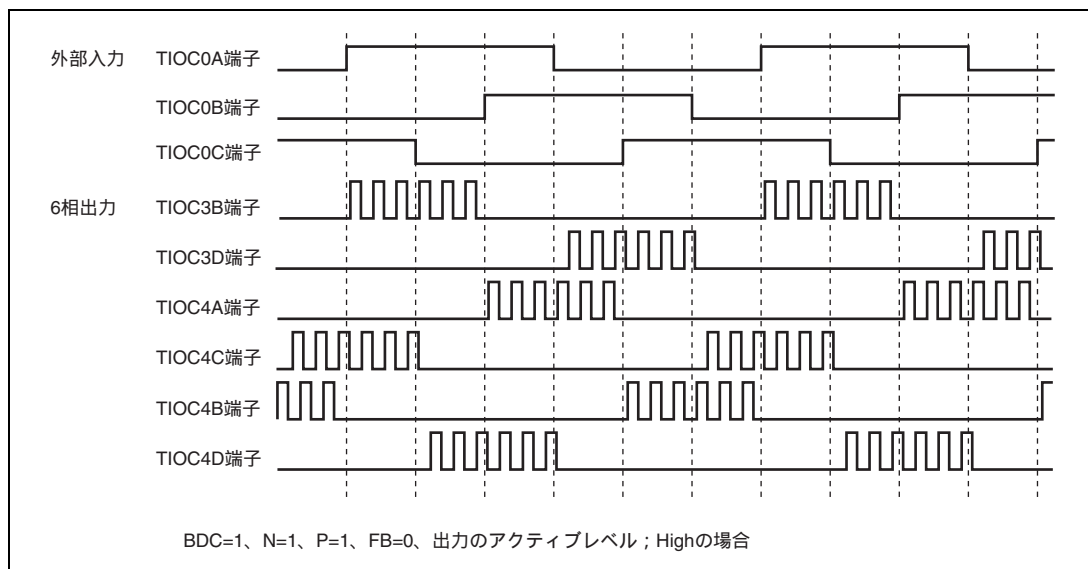 外部入力 TIOC0A端子
TIOC0B端子
TIOC0C端子
6相出力 TIOC3B端子
TIOC3D端子
TIOC4A端子
TIOC4C端子
TIOC4B端子
TIOC4D端子
BDC=1、N=1、P=1、FB=0、出力のアクティブレベル；Highの場合